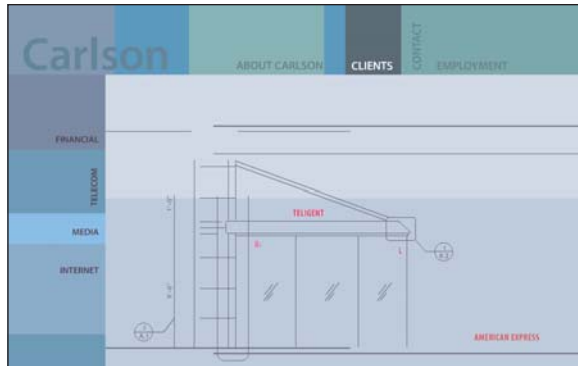 Carlson
ABOUT CARLSON
CLIENTS
CONTACT
EMPLOYMENT
FINANCIAL
TELECOM
MEDIA
INTERNET
TELIGENT
L
AMERICAN EXPRESS